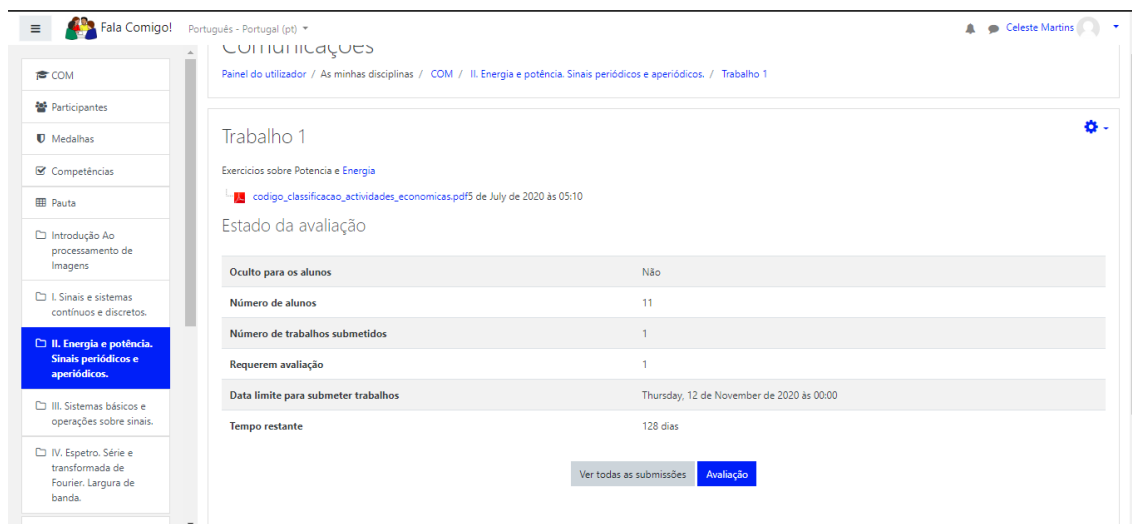 Fala Comigo!
Português - Portugal (pt)
Celeste Martins
Comunicações
Painel do utilizador / As minhas disciplinas / COM / II. Energia e potência. Sinais periódicos e aperiódicos. / Trabalho 1
COM
Participantes
Medalhas
Competências
Pauta
Introdução Ao
processamento de
Imagens
I. Sinais e sistemas
contínuos e discretos.
II. Energia e potência.
Sinais periódicos e
aperiódicos.
III. Sistemas básicos e
operações sobre sinais.
IV. Espetro. Série e
transformada de
Fourier. Largura de
banda.
Trabalho 1
Exercicios sobre Potencia e Energia
codigo_classificacao_actividades_economicas.pdf5 de July de 2020 às 05:10
Estado da avaliação
Oculto para os alunos Não
Número de alunos 11
Número de trabalhos submetidos 1
Requerem avaliação 1
Data limite para submeter trabalhos Thursday, 12 de November de 2020 às 00:00
Tempo restante 128 dias
Ver todas as submissões Avaliação